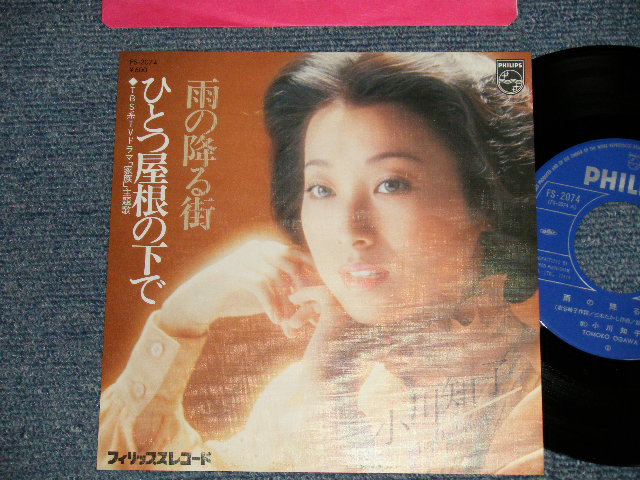 FS-2074
¥600
PHILIPS
雨の降る街
ひとつ屋根の下で
◆TBS系TVドラマ「家族」主題歌
小川知子
フィリップスレコード
PHILI
FS-2074
雨の降る
小川知子
TOMOKO OGAWA